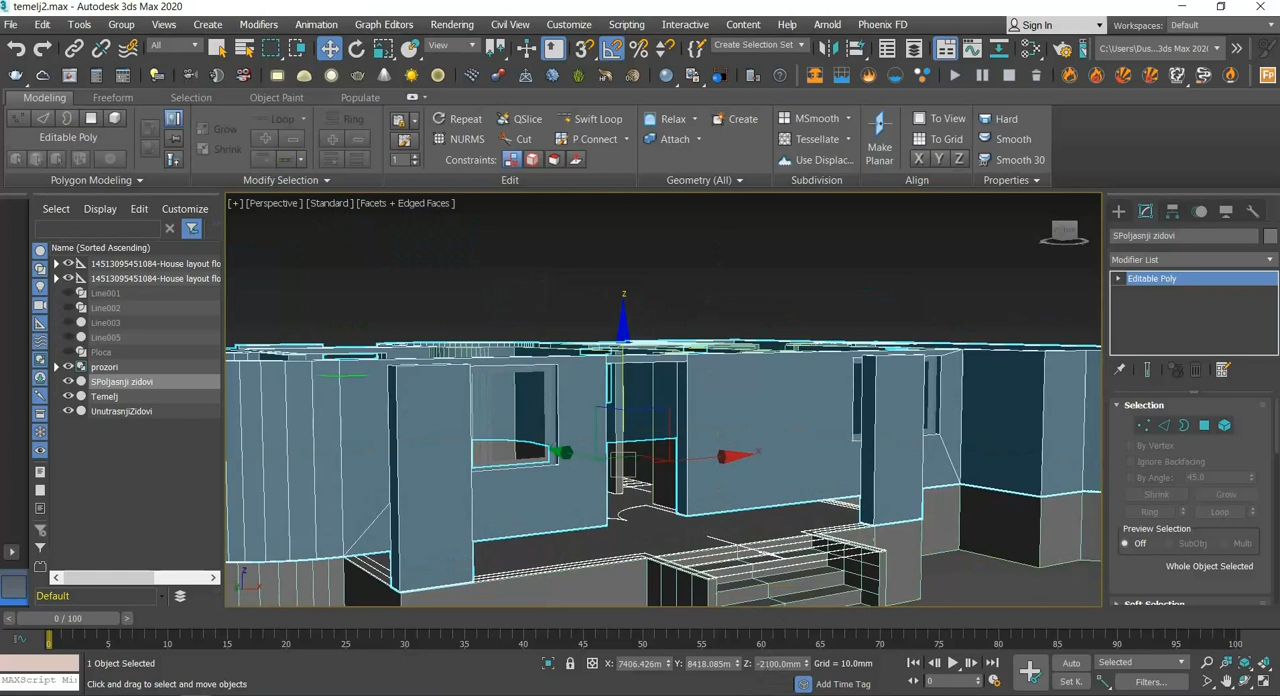 temelj2.max - Autodesk 3ds Max 2020
File Edit Tools Group Views Create Modifiers Animation Graph Editors Rendering Civil View Customize Scripting Interactive Content Help Arnold Phoenix FD
Sign In Workspaces: Default
All View Create Selection Set C:\Users\Dus...3ds Max 2020
Modeling Freeform Selection Object Paint Populate
Editable Poly
Grow Shrink Loop Ring
Repeat QSlice Swift Loop
NURMS Cut P Connect
Constraints:
1
Relax Create
Attach
MSmooth
Tessellate
Use Displac...
Make Planar
To View
To Grid
X Y Z
Hard
Smooth
Smooth 30
Polygon Modeling Modify Selection Edit Geometry (All) Subdivision Align Properties
Select Display Edit Customize
Name (Sorted Ascending)
14513095451084-House layout flo
14513095451084-House layout flo
Line001
Line002
Line003
Line005
Ploca
prozori
SPoljasnji zidovi
Temelj
UnutrasnjiZidovi
Default
[+] [Perspective] [Standard] [Facets + Edged Faces]
z
x
z
SPoljasnji zidovi
Modifier List
Editable Poly
Selection
By Vertex
Ignore Backfacing
By Angle: 45.0
Shrink Grow
Ring Loop
Preview Selection
Off SubObj Multi
Whole Object Selected
Soft Selection
0 / 100
0 5 10 15 20 25 30 35 40 45 50 55 60 65 70 75 80 85 90 95 100
MAXScript Min
1 Object Selected
Click and drag to select and move objects
X: 7406.426m Y: 8418.085m Z: -2100.0mm Grid = 10.0mm
Add Time Tag
0
Auto Selected
Set K. Filters...